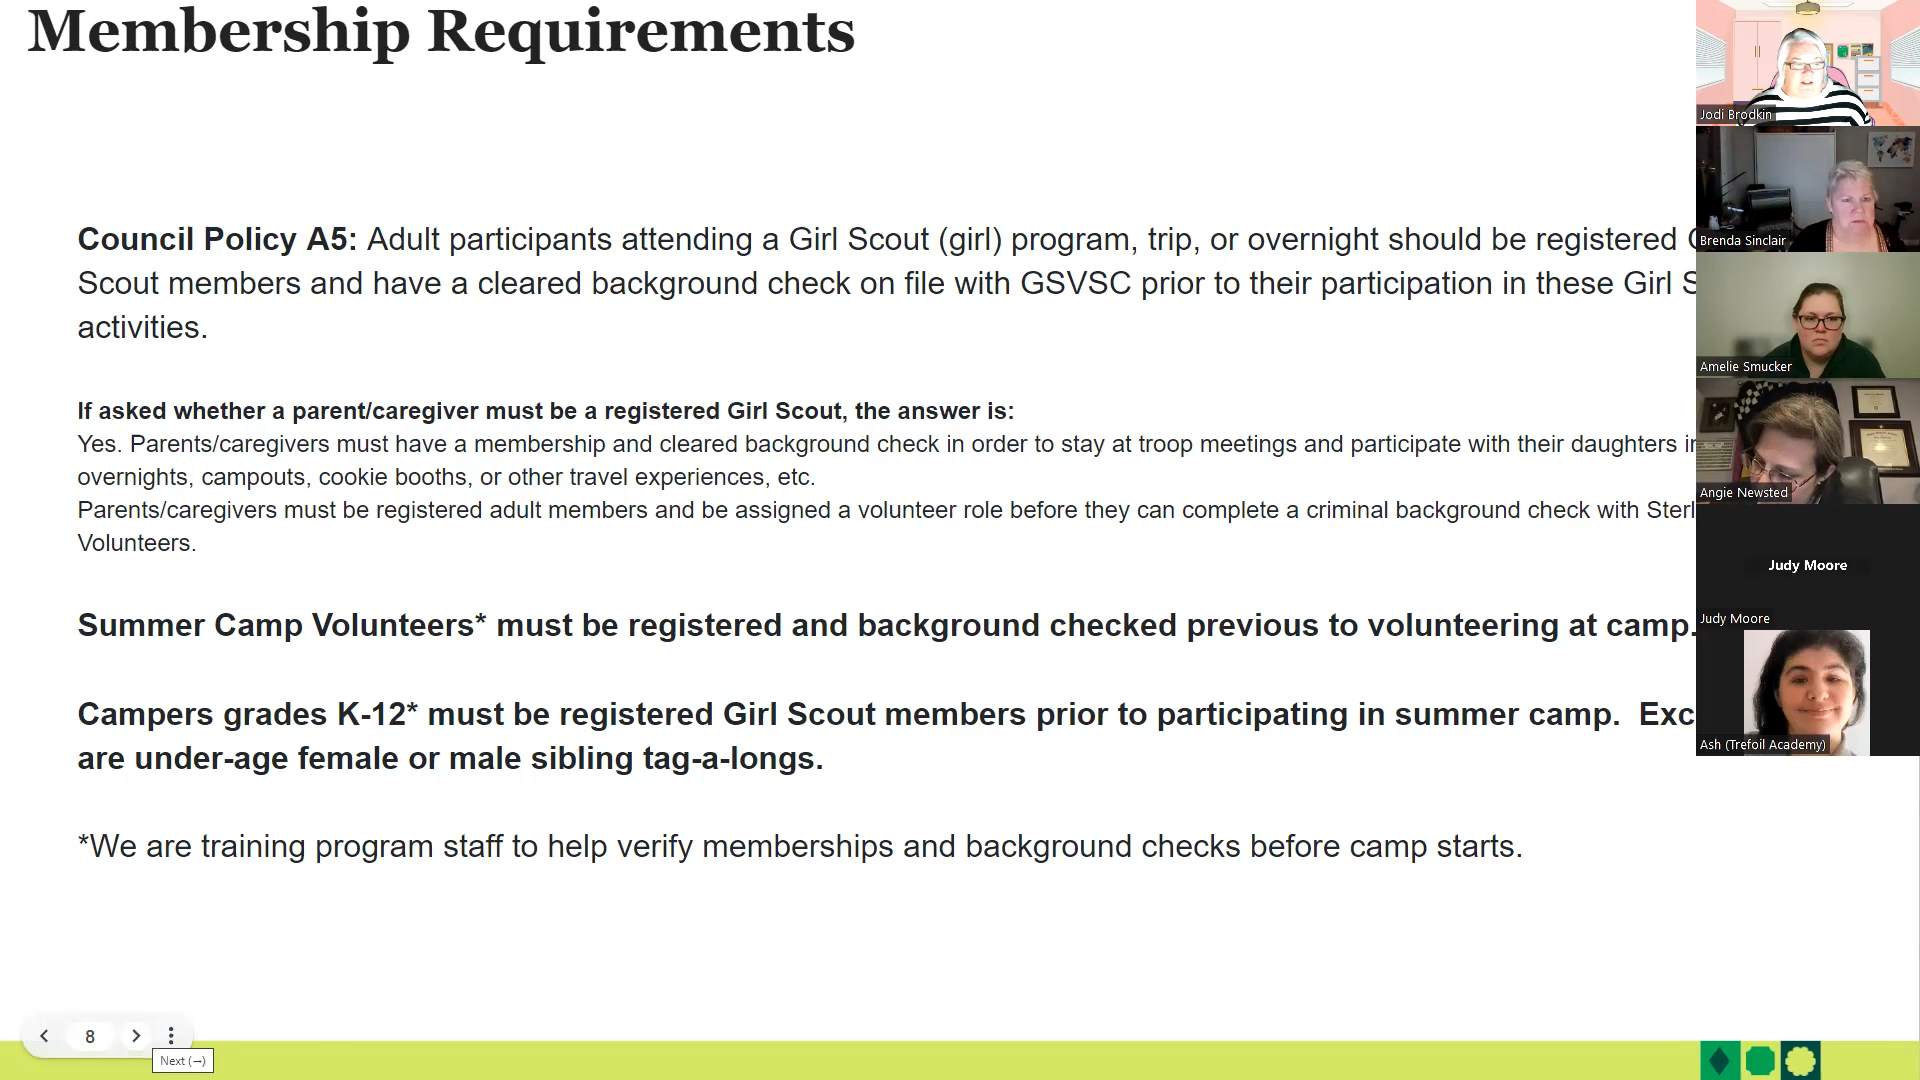 Membership Requirements
Council Policy A5: Adult participants attending a Girl Scout (girl) program, trip, or overnight should be registered
Scout members and have a cleared background check on file with GSVSC prior to their participation in these Girl
activities.
If asked whether a parent/caregiver must be a registered Girl Scout, the answer is:
Yes. Parents/caregivers must have a membership and cleared background check in order to stay at troop meetings and participate with their daughters
overnights, campouts, cookie booths, or other travel experiences, etc.
Parents/caregivers must be registered adult members and be assigned a volunteer role before they can complete a criminal background check with
Volunteers.
Summer Camp Volunteers* must be registered and background checked previous to volunteering at camp.
Campers grades K-12* must be registered Girl Scout members prior to participating in summer camp.
are under-age female or male sibling tag-a-longs.
*We are training program staff to help verify memberships and background checks before camp starts.
8
Next (→)
Jodi Brodkin
Brenda Sinclair
Amelie Smucker
Angie Newsted
Judy Moore
Judy Moore
Ash (Trefoil Academy)